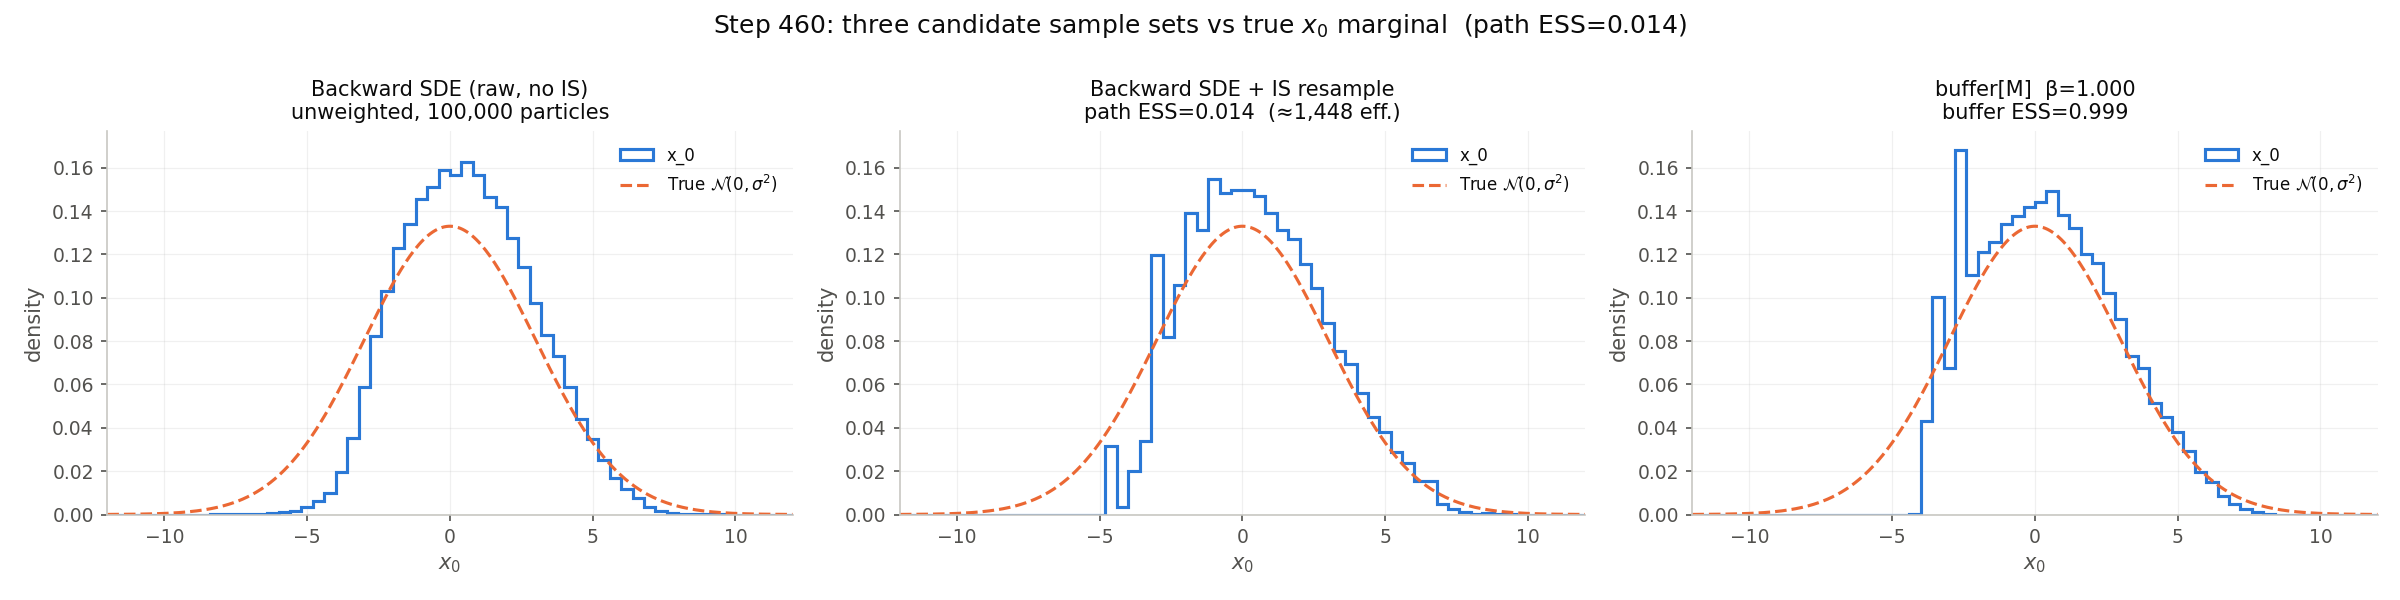 Step 460: three candidate sample sets vs true x₀ marginal (path ESS=0.014)
Backward SDE (raw, no IS)
unweighted, 100,000 particles
x_0
True 𝒩(0, σ²)
0.16
0.14
0.12
0.10
0.08
0.06
0.04
0.02
0.00
density
−10
−5
0
5
10
x₀
Backward SDE + IS resample
path ESS=0.014 (≈1,448 eff.)
x_0
True 𝒩(0, σ²)
0.16
0.14
0.12
0.10
0.08
0.06
0.04
0.02
0.00
density
−10
−5
0
5
10
x₀
buffer[M] β=1.000
buffer ESS=0.999
x_0
True 𝒩(0, σ²)
0.16
0.14
0.12
0.10
0.08
0.06
0.04
0.02
0.00
density
−10
−5
0
5
10
x₀